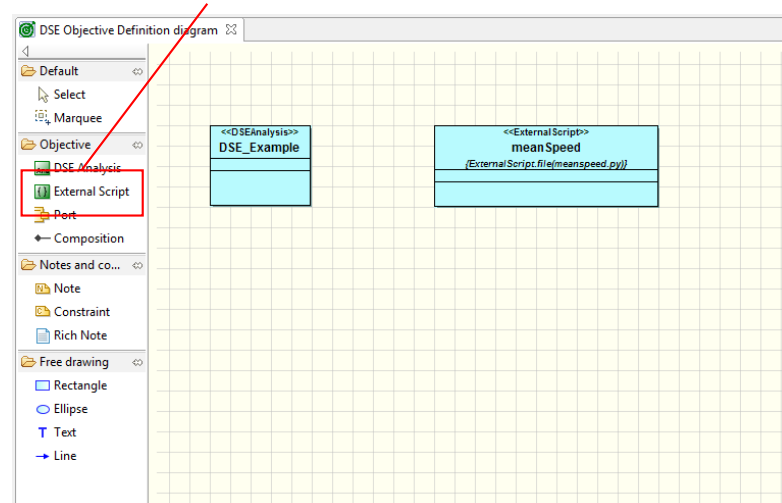 DSE Objective Definition diagram
Default
Select
Marquee
Objective
DSE Analysis
External Script
Port
Composition
Notes and co...
Note
Constraint
Rich Note
Free drawing
Rectangle
Ellipse
T Text
Line
<<DSEAnalysis>>
DSE_Example
<<ExternalScript>>
meanSpeed
{ExternalScript.file(meanspeed.py)}